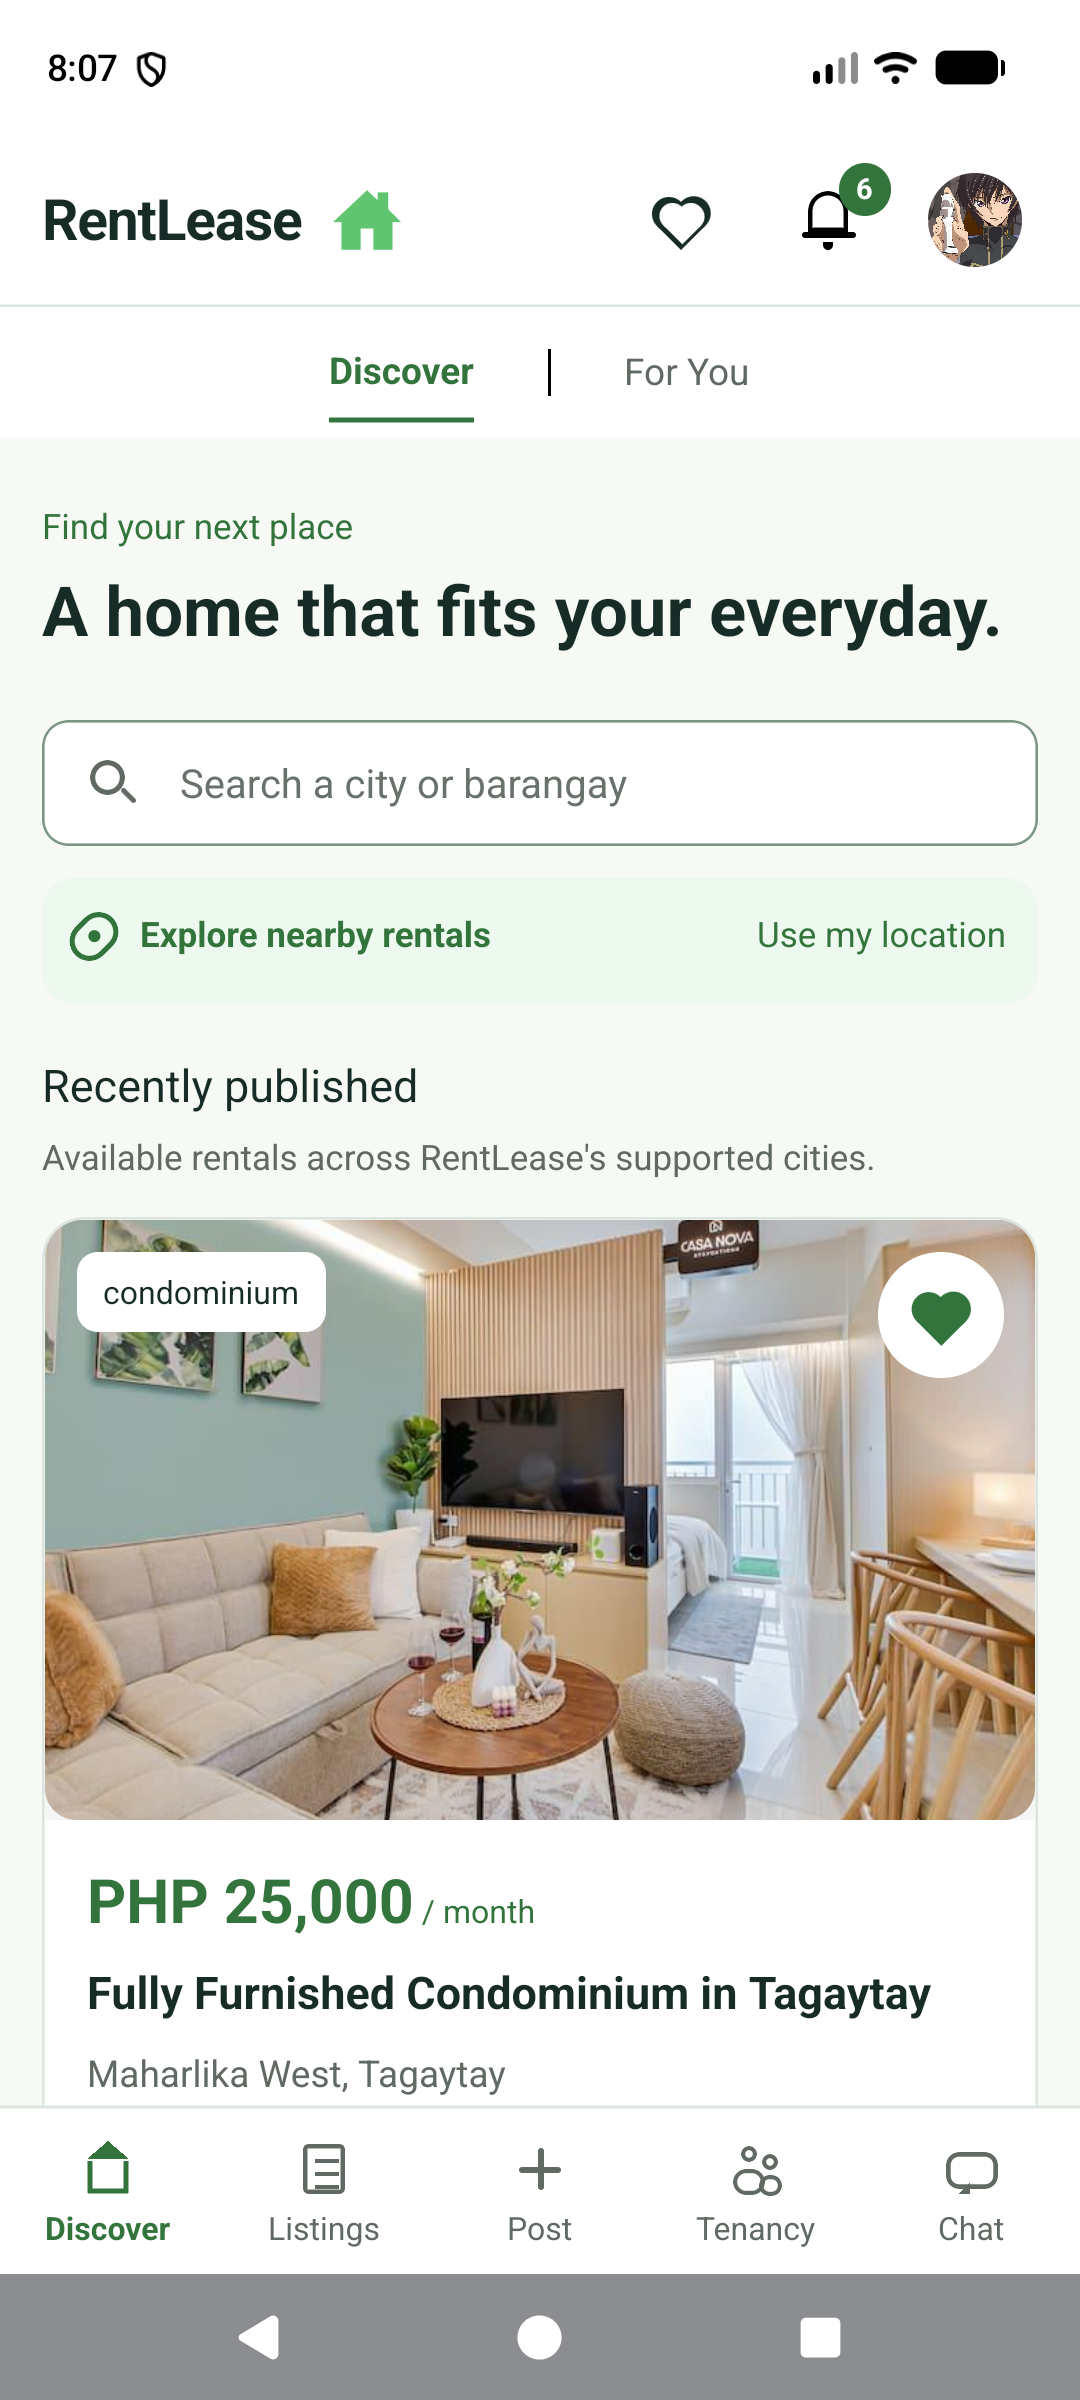 8:07
RentLease
6
Discover
For You
Find your next place
A home that fits your everyday.
Search a city or barangay
Explore nearby rentals
Use my location
Recently published
Available rentals across RentLease's supported cities.
condominium
CASA NOVA
STAYCATIONS
PHP 25,000 / month
Fully Furnished Condominium in Tagaytay
Maharlika West, Tagaytay
Discover
Listings
Post
Tenancy
Chat